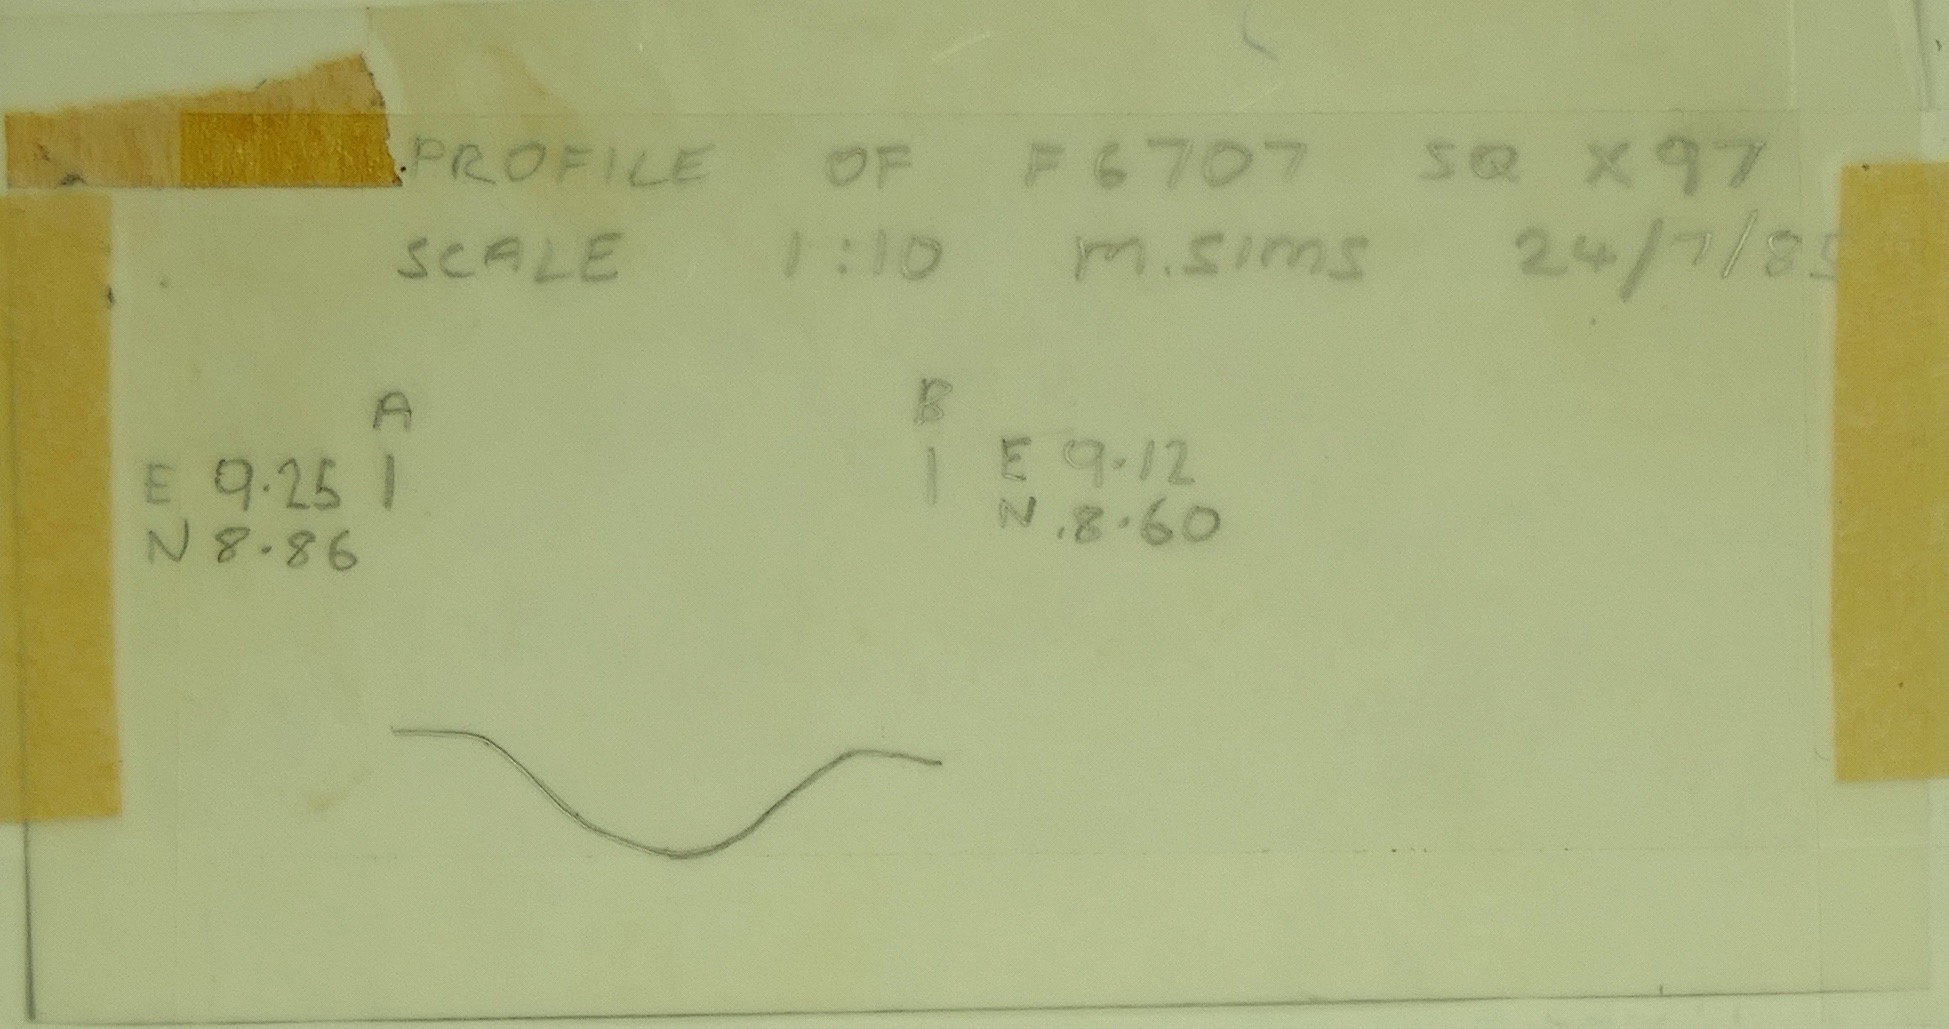 PROFILE OF F6707 SQ X97
SCALE 1:10 M.SIMS 24/7/85
A
E 9.25
N 8.86
B
E 9.12
N 8.60